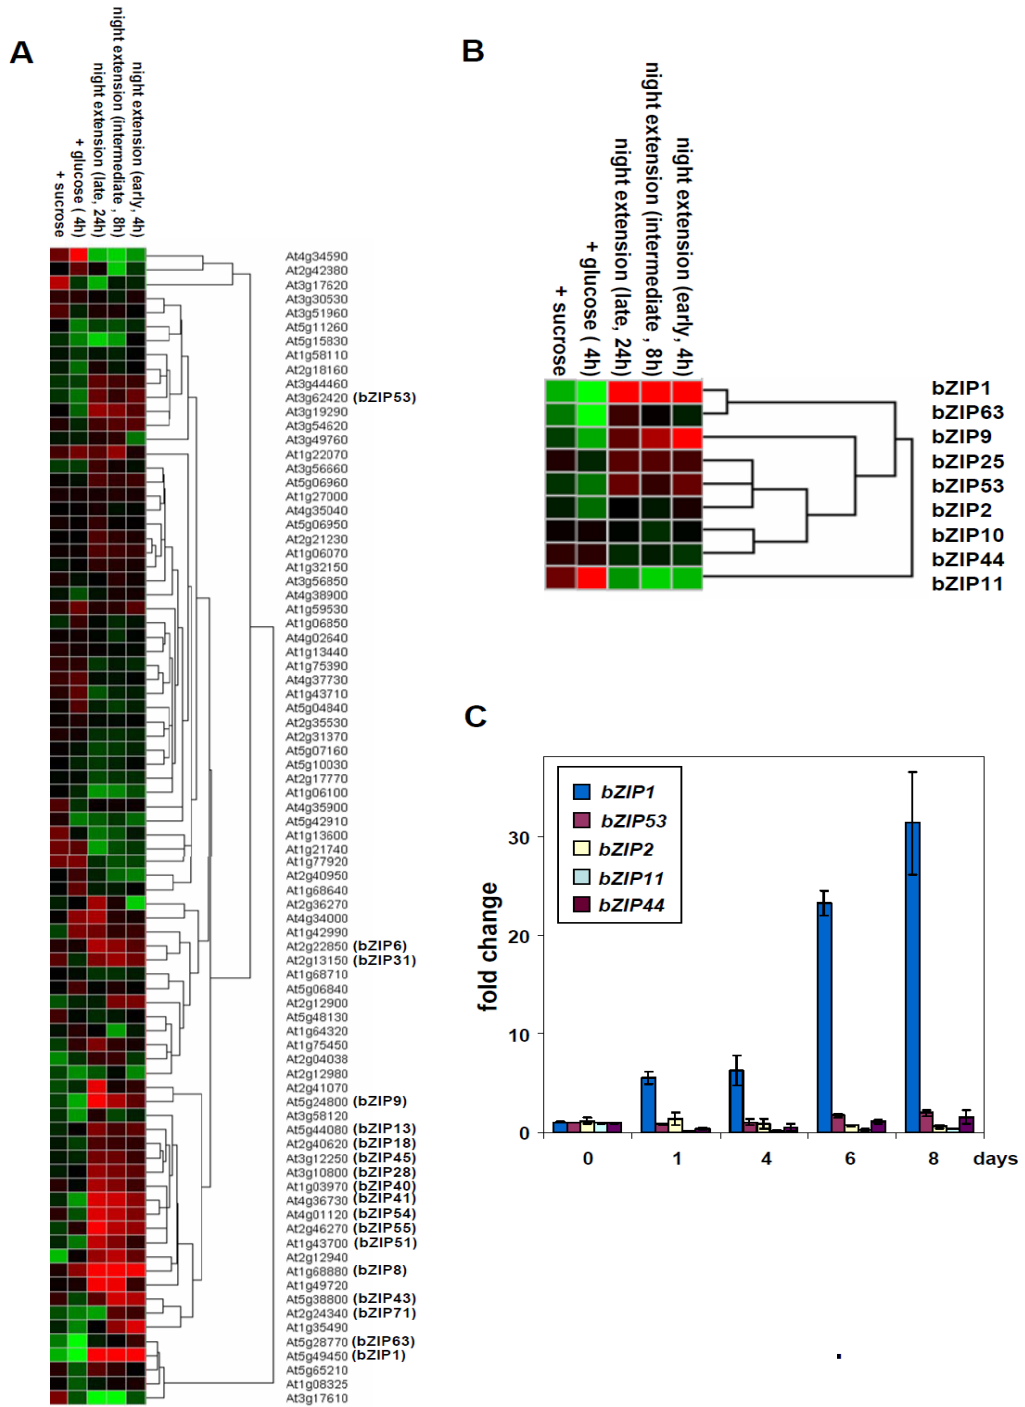 A
+ sucrose
+ glucose ( 4h)
night extension (late, 24h)
night extension (intermediate , 8h)
night extension (early, 4h)
At4g34590
At2g42380
At3g17620
At3g30530
At3g51960
At5g11260
At5g15830
At1g58110
At2g18160
At3g44460
At3g62420 (bZIP53)
At3g19290
At3g54620
At3g49760
At1g22070
At3g56660
At5g06960
At1g27000
At4g35040
At5g06950
At2g21230
At1g06070
At1g32150
At3g56850
At4g38900
At1g59530
At1g06850
At4g02640
At1g13440
At1g75390
At4g37730
At1g43710
At5g04840
At2g35530
At2g31370
At5g07160
At5g10030
At2g17770
At1g06100
At4g35900
At5g42910
At1g13600
At1g21740
At1g77920
At2g40950
At1g68640
At2g36270
At4g34000
At1g42990
At2g22850 (bZIP6)
At2g13150 (bZIP31)
At1g68710
At5g06840
At2g12900
At5g48130
At1g64320
At1g75450
At2g04038
At2g12980
At2g41070
At5g24800 (bZIP9)
At3g58120
At5g44080 (bZIP13)
At2g40620 (bZIP18)
At3g12250 (bZIP45)
At3g10800 (bZIP28)
At1g03970 (bZIP40)
At4g36730 (bZIP41)
At4g01120 (bZIP54)
At2g46270 (bZIP55)
At1g43700 (bZIP51)
At2g12940
At1g68880 (bZIP8)
At1g49720
At5g38800 (bZIP43)
At2g24340 (bZIP71)
At1g35490
At5g28770 (bZIP63)
At5g49450 (bZIP1)
At5g65210
At1g08325
At3g17610
B
+ sucrose
+ glucose ( 4h)
night extension (late, 24h)
night extension (intermediate , 8h)
night extension (early, 4h)
bZIP1
bZIP63
bZIP9
bZIP25
bZIP53
bZIP2
bZIP10
bZIP44
bZIP11
C
fold change
30
20
10
0
bZIP1
bZIP53
bZIP2
bZIP11
bZIP44
0 1 4 6 8 days